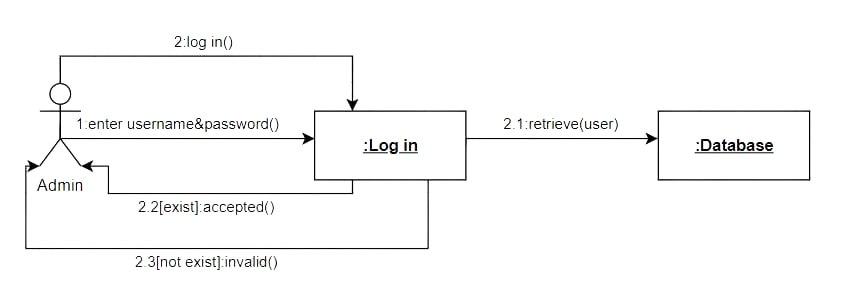 2:log in()
1:enter username&password()
2.1:retrieve(user)
:Log in
:Database
Admin
2.2[exist]:accepted()
2.3[not exist]:invalid()